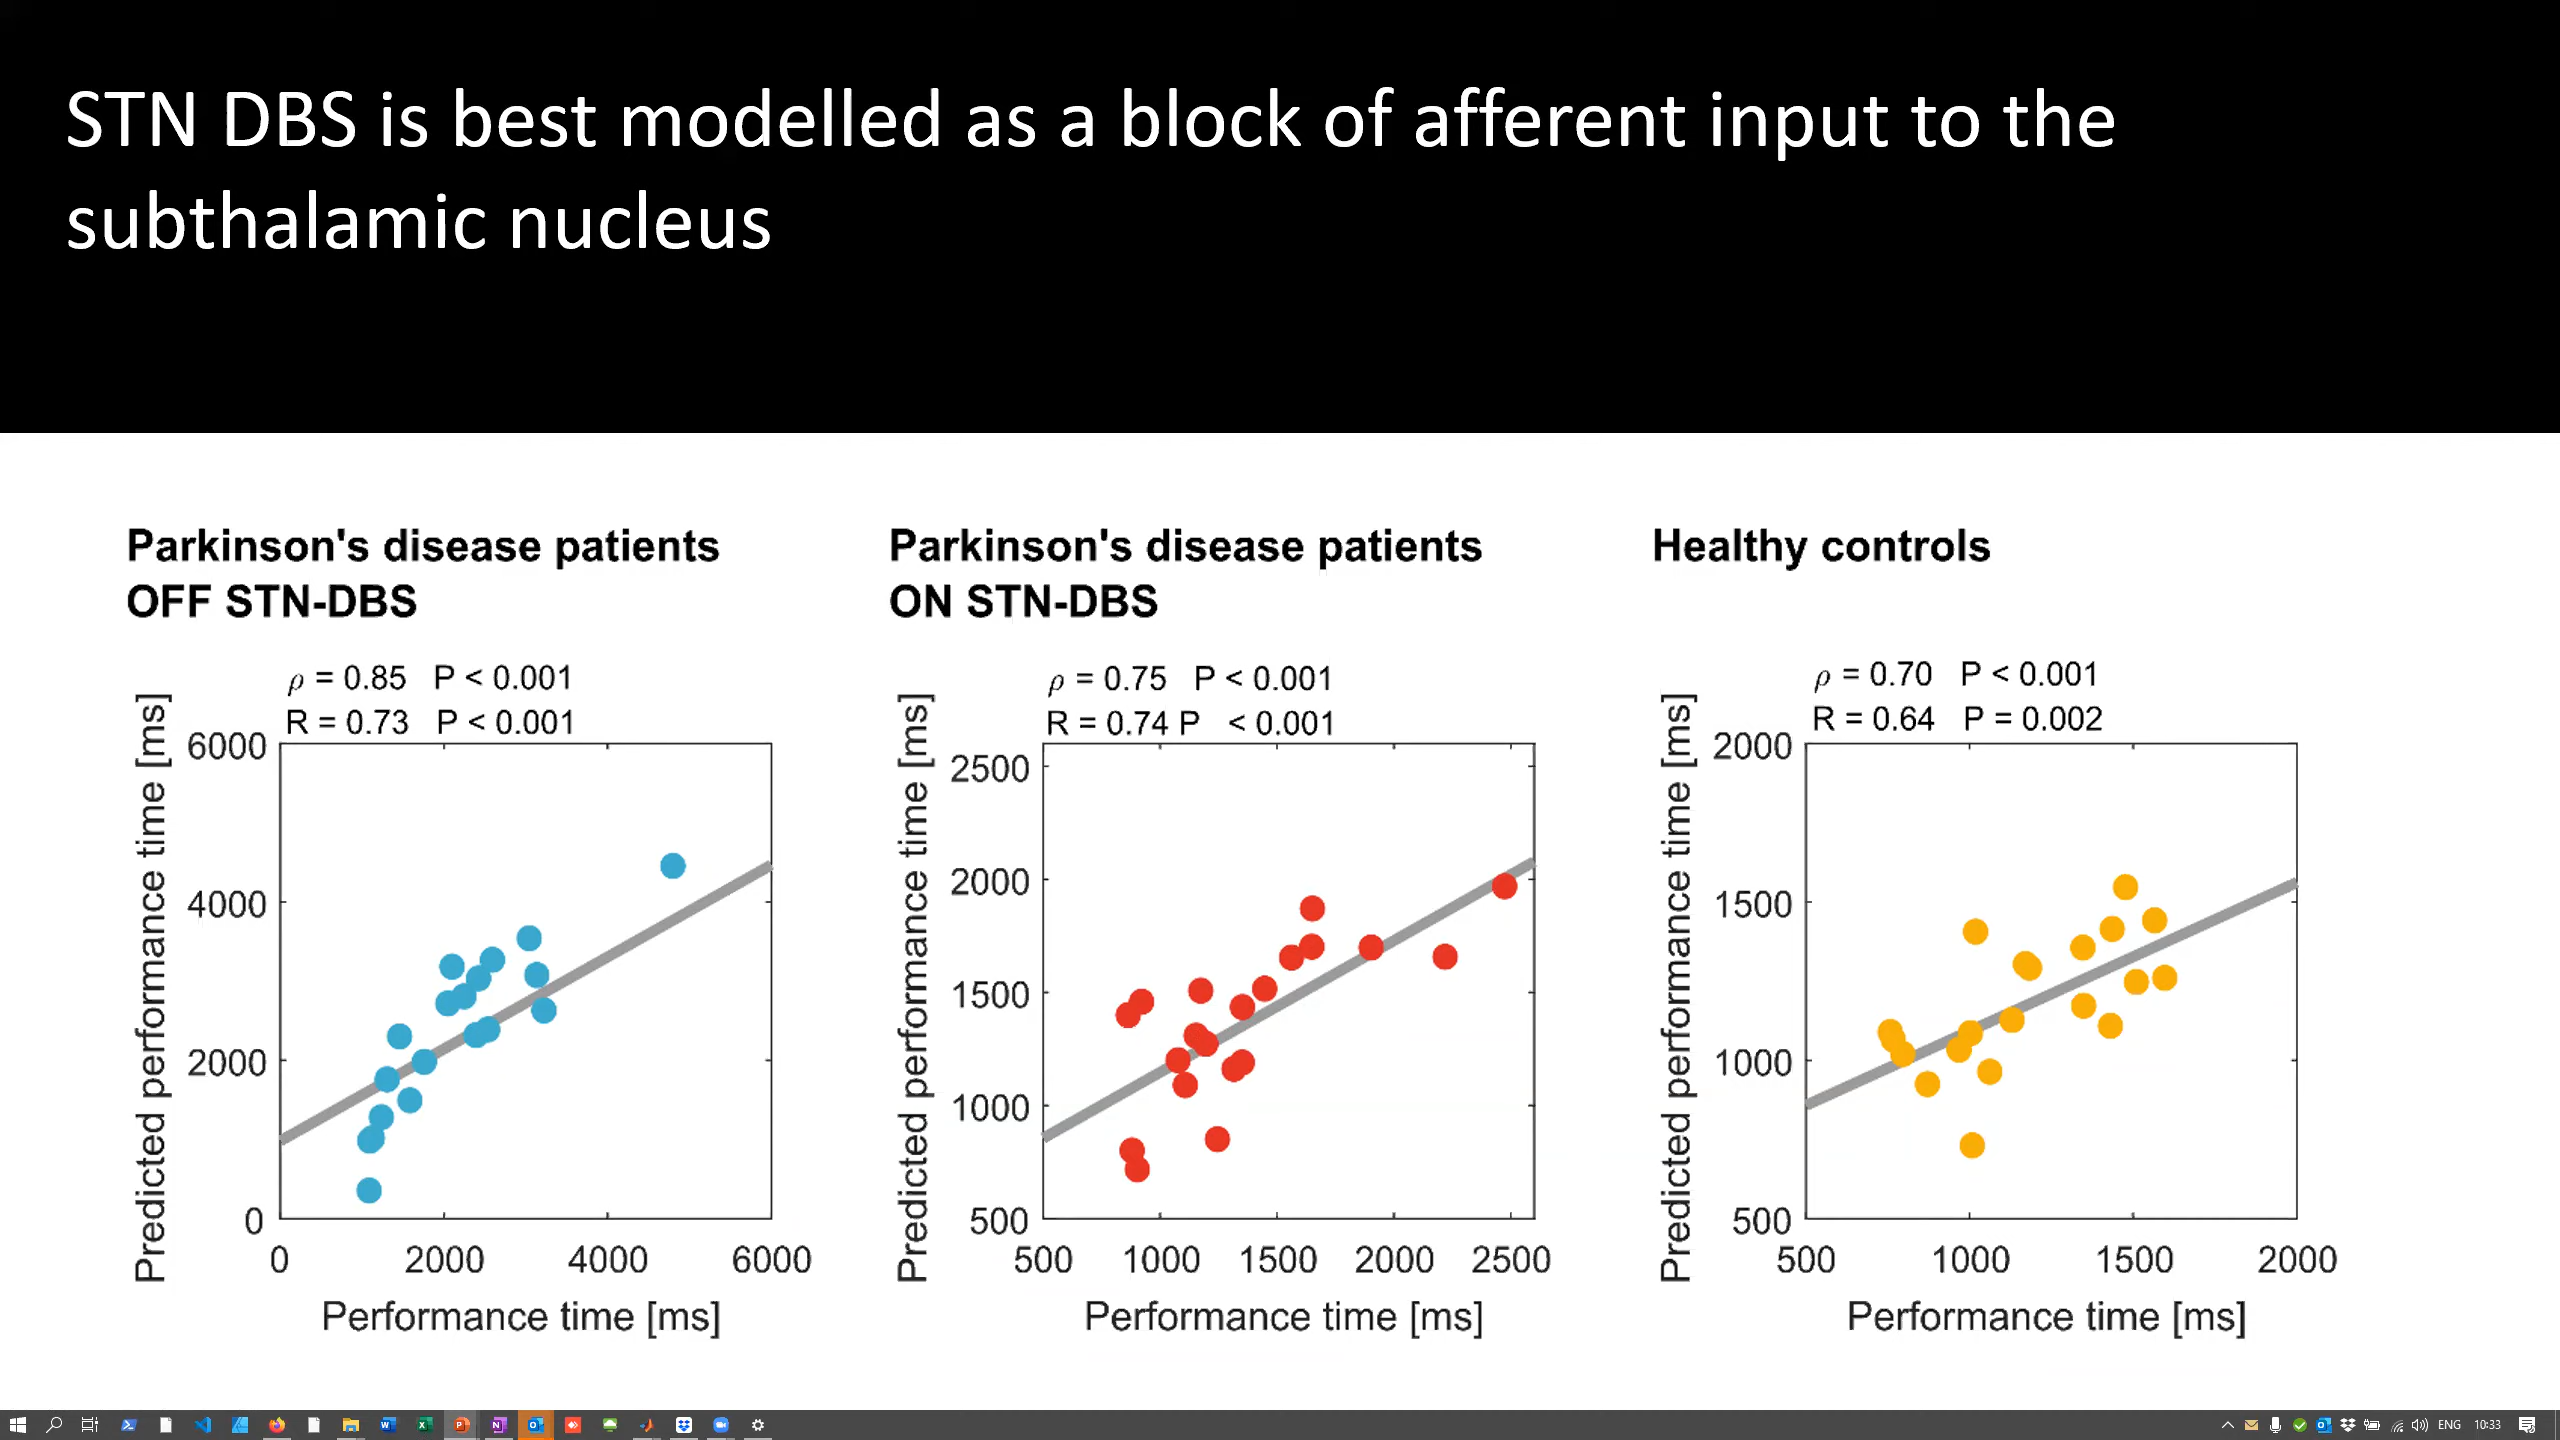 STN DBS is best modelled as a block of afferent input to the
subthalamic nucleus
Parkinson's disease patients
OFF STN-DBS
ρ = 0.85 P < 0.001
R = 0.73 P < 0.001
Predicted performance time [ms]
6000
4000
2000
0
0 2000 4000 6000
Performance time [ms]
Parkinson's disease patients
ON STN-DBS
ρ = 0.75 P < 0.001
R = 0.74 P < 0.001
Predicted performance time [ms]
2500
2000
1500
1000
500
500 1000 1500 2000 2500
Performance time [ms]
Healthy controls
ρ = 0.70 P < 0.001
R = 0.64 P = 0.002
Predicted performance time [ms]
2000
1500
1000
500
500 1000 1500 2000
Performance time [ms]
ENG 10:33